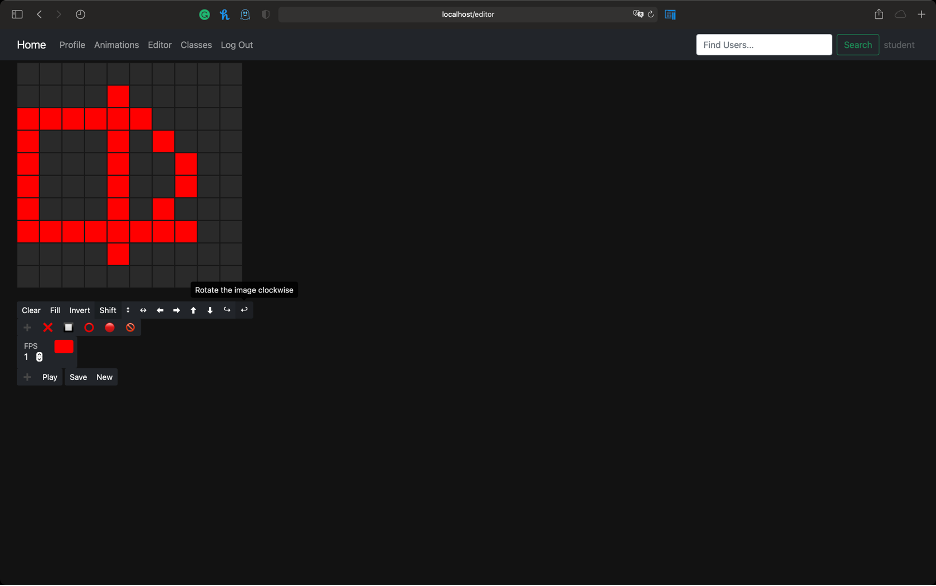 localhost/editor
Home Profile Animations Editor Classes Log Out Find Users... Search student
Rotate the image clockwise
Clear Fill Invert Shift
FPS
1
Play Save New